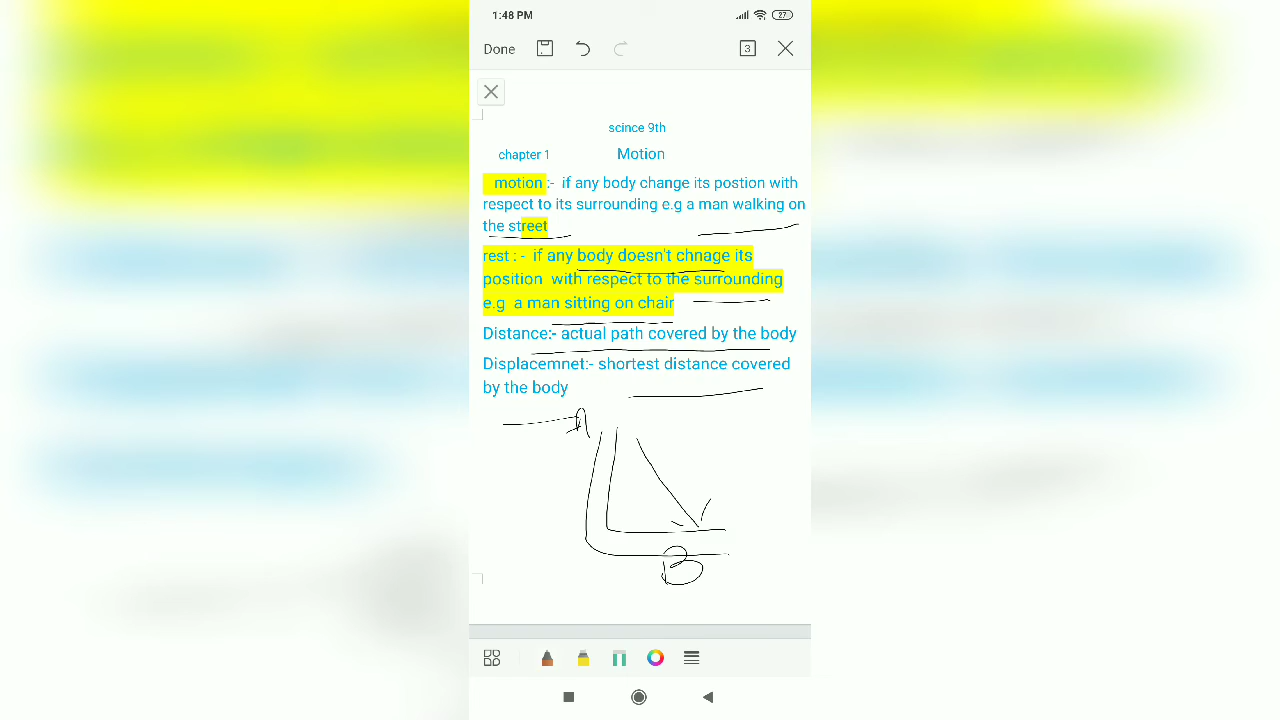 1:48 PM
27
Done
3
scince 9th
chapter 1 Motion
motion :- if any body change its postion with
respect to its surrounding e.g a man walking on
the street
rest : - if any body doesn't chnage its
position with respect to the surrounding
e.g a man sitting on chair
Distance:- actual path covered by the body
Displacemnet:- shortest distance covered
by the body
A
B